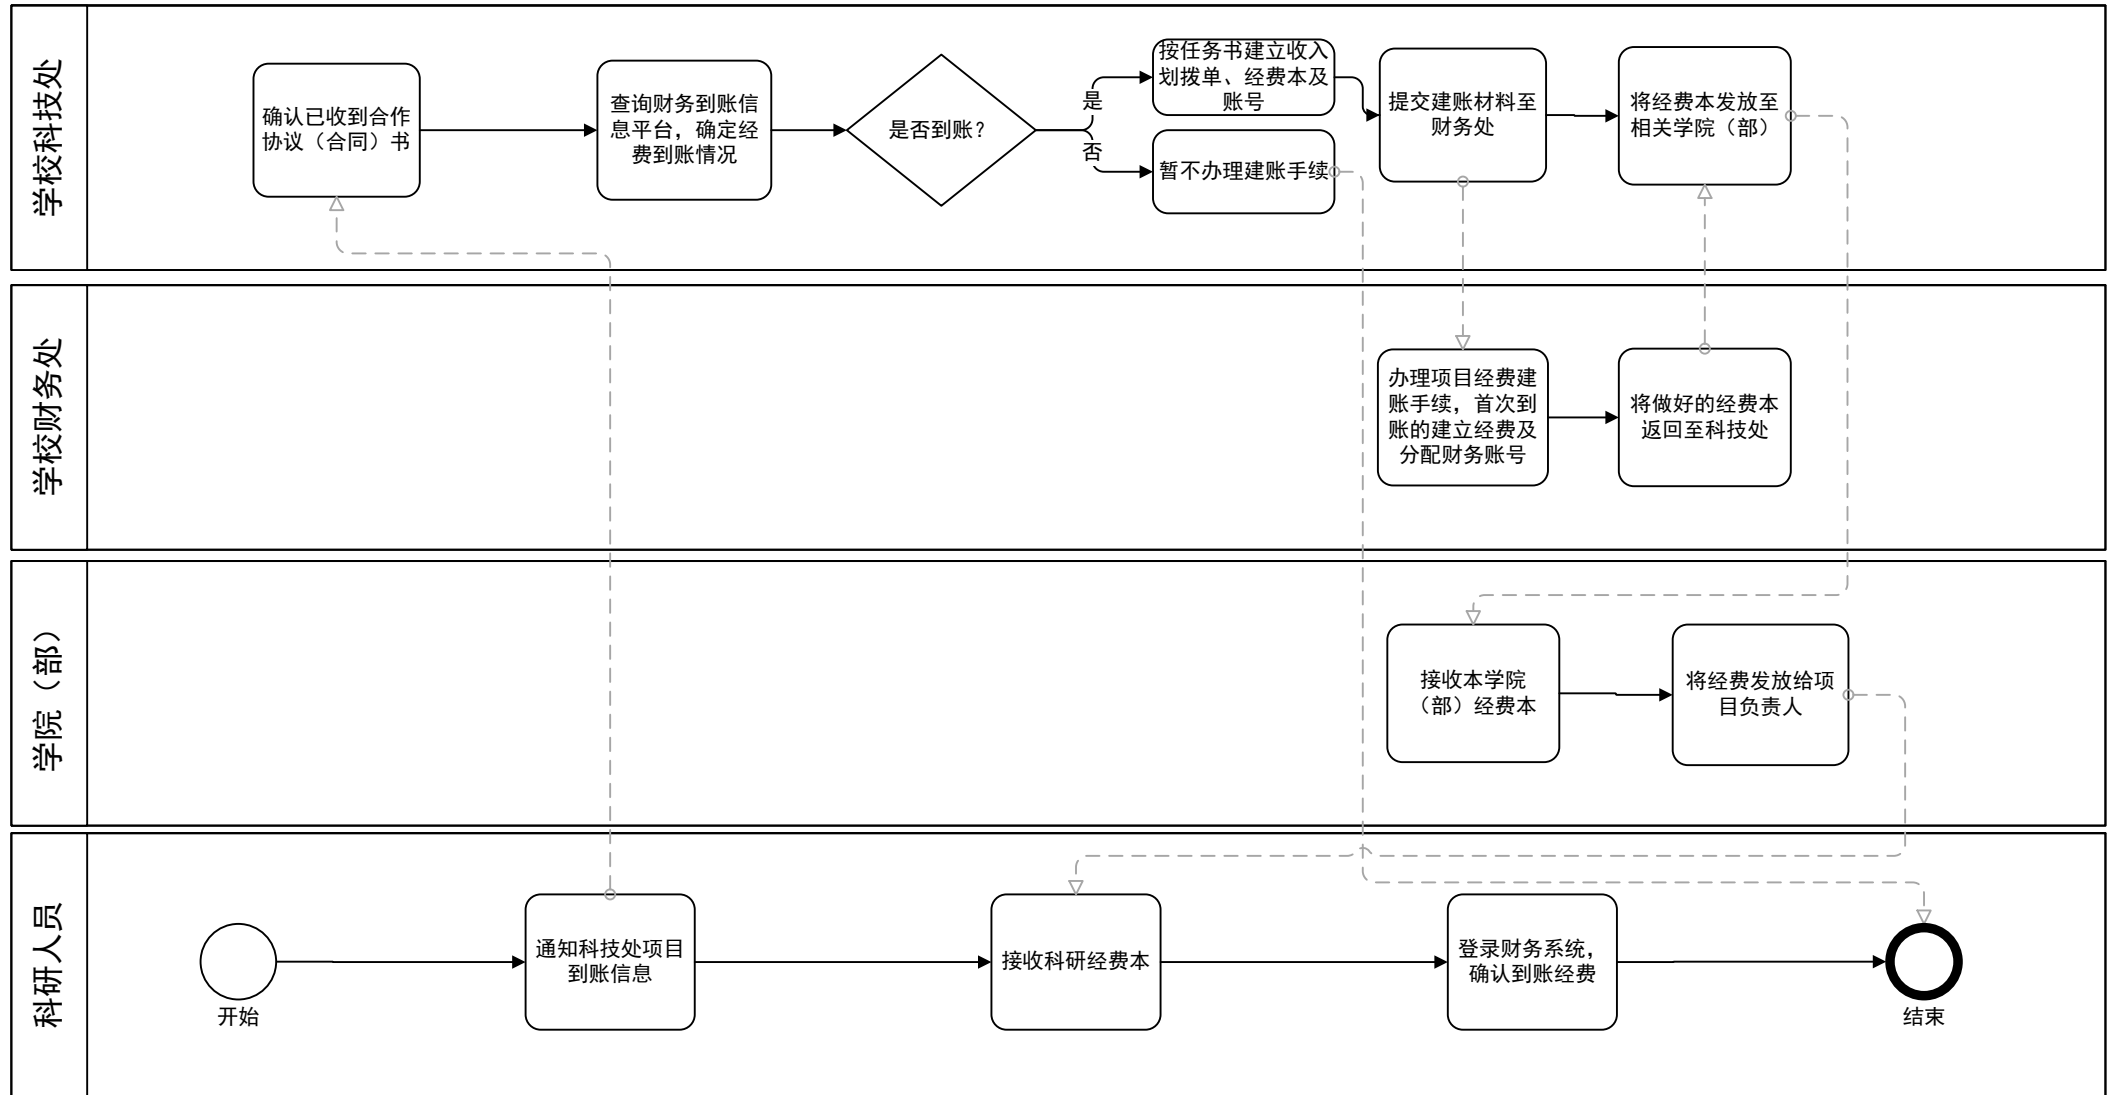 学校科技处
确认已收到合作
协议（合同）书
查询财务到账信
息平台，确定经
费到账情况
是否到账？
是
否
按任务书建立收入
划拨单、经费本及
账号
暂不办理建账手续
提交建账材料至
财务处
将经费本发放至
相关学院（部）
学校财务处
办理项目经费建
账手续，首次到
账的建立经费及
分配财务账号
将做好的经费本
返回至科技处
学院（部）
接收本学院
（部）经费本
将经费发放给项
目负责人
科研人员
开始
通知科技处项目
到账信息
接收科研经费本
登录财务系统，
确认到账经费
结束